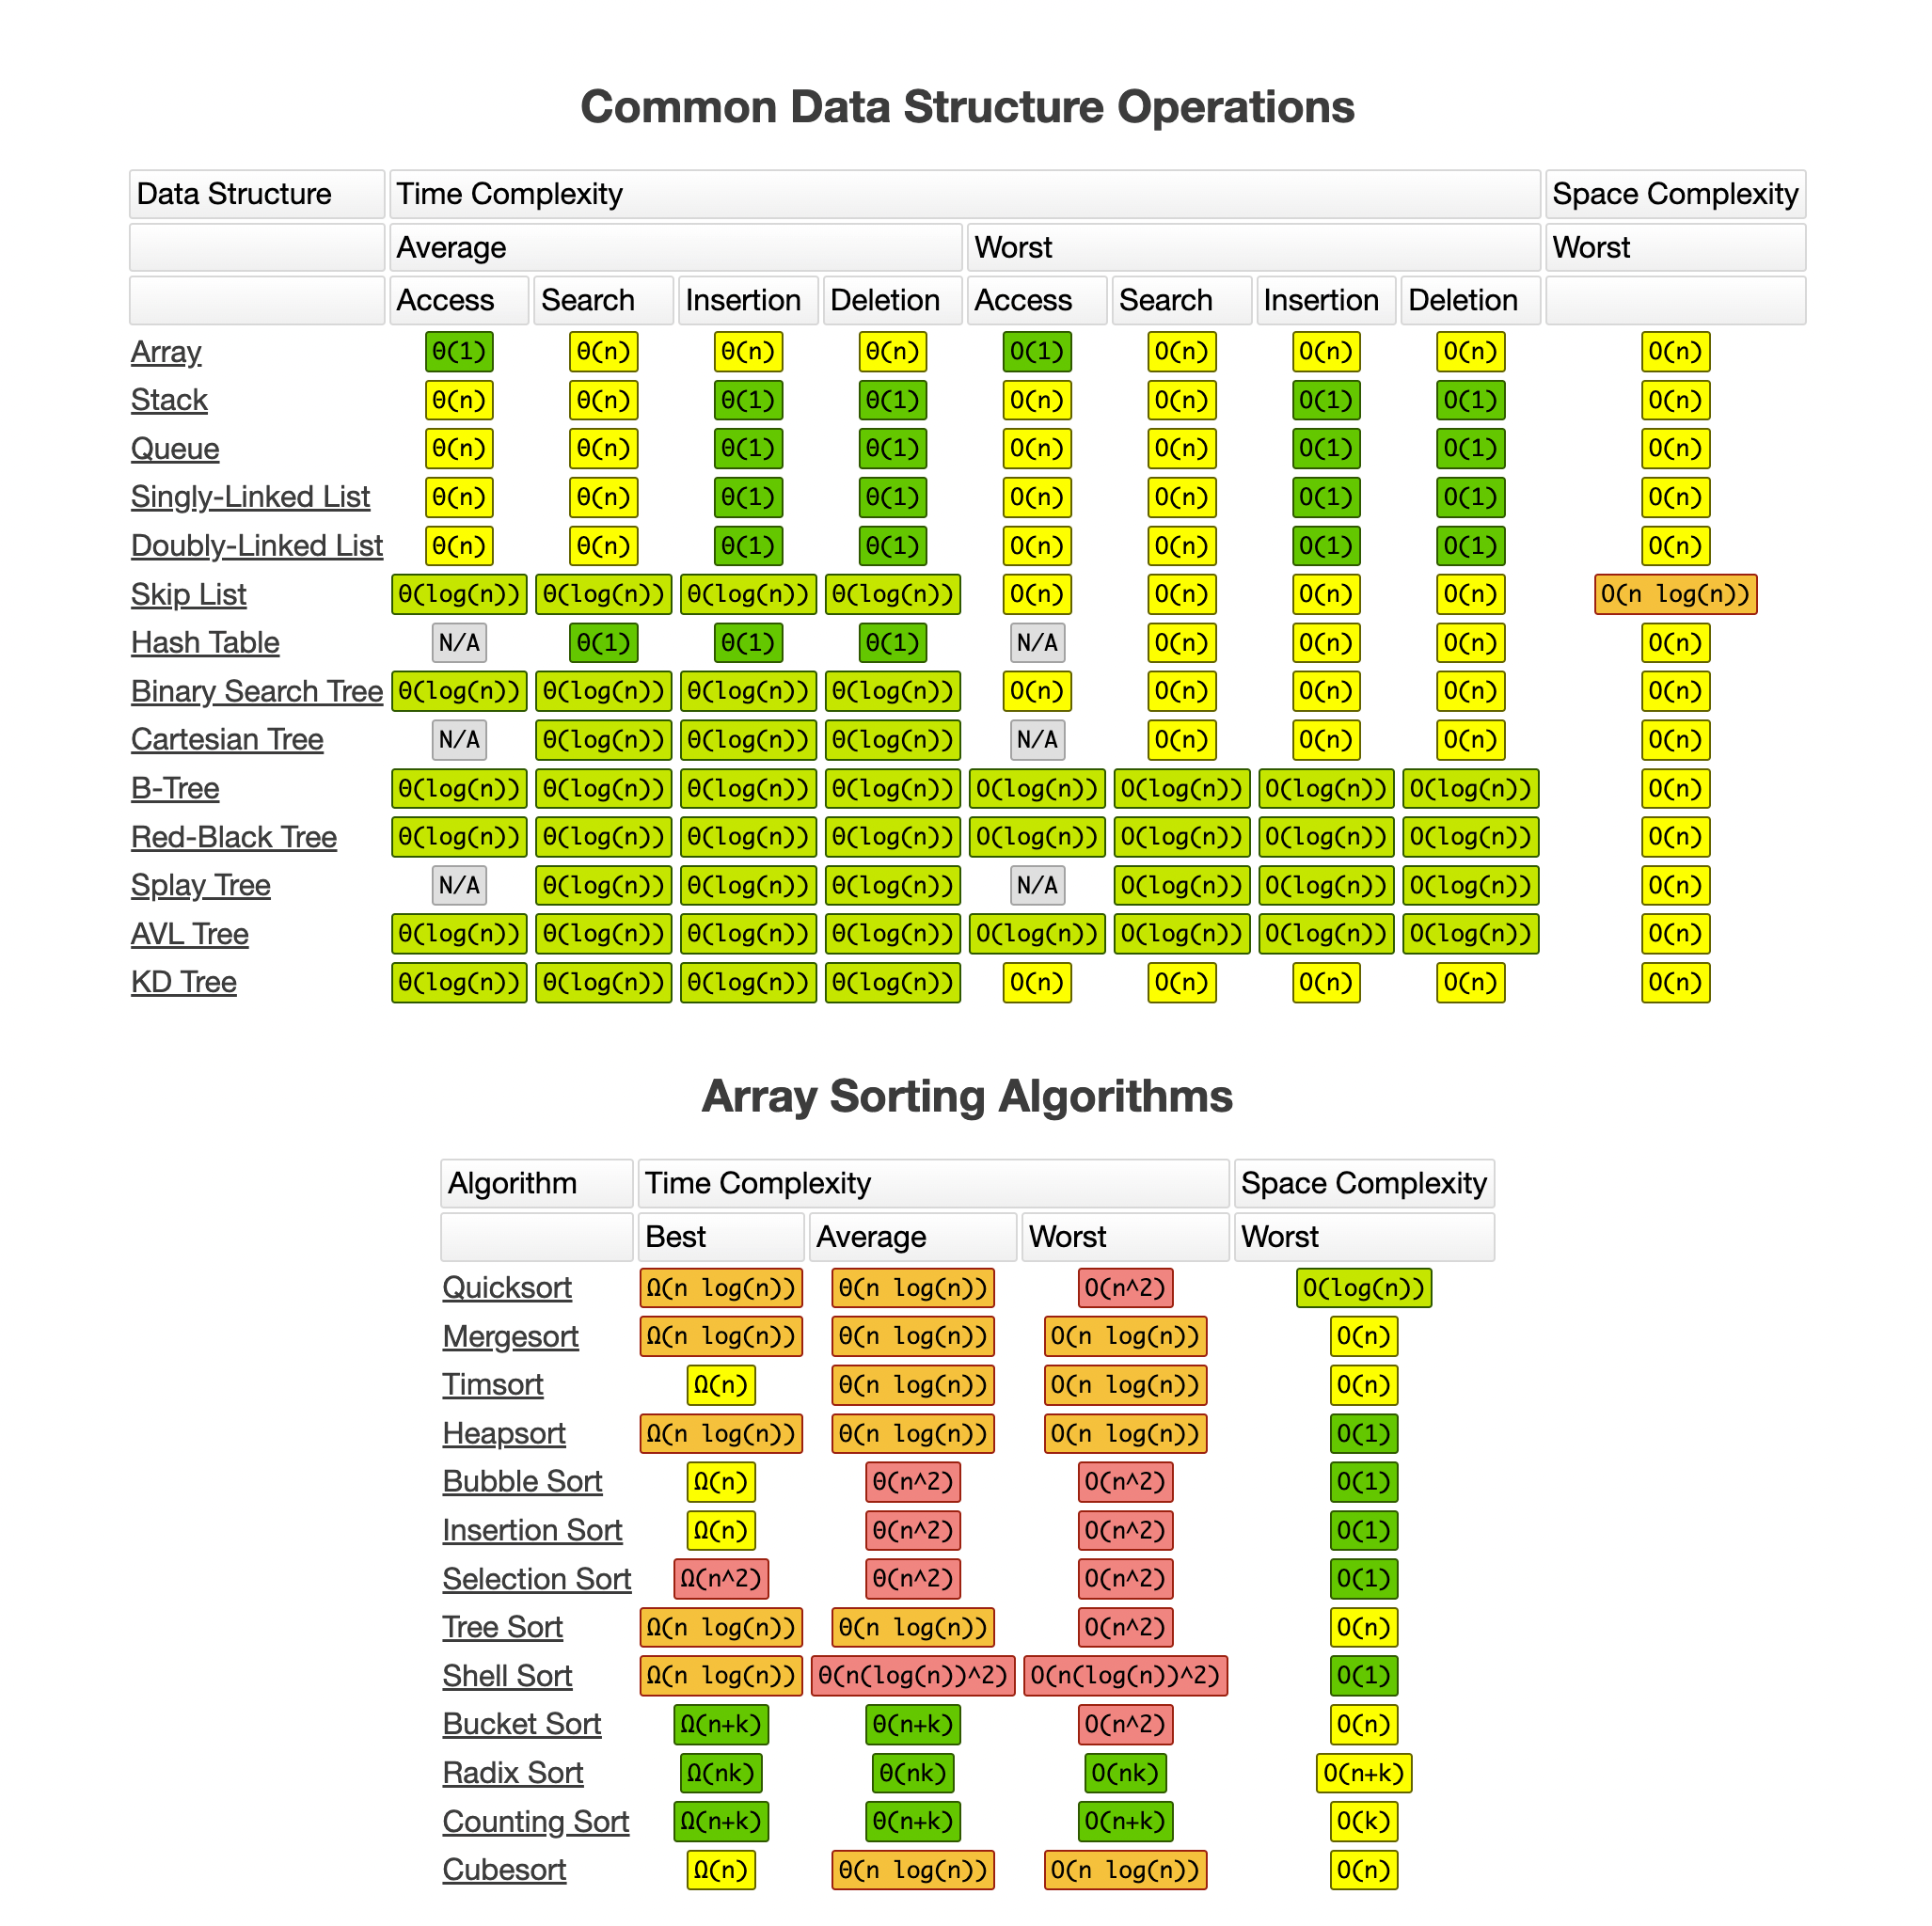 Common Data Structure Operations
Data Structure Time Complexity Space Complexity
Average Worst Worst
Access Search Insertion Deletion Access Search Insertion Deletion
Array Θ(1) Θ(n) Θ(n) Θ(n) O(1) O(n) O(n) O(n) O(n)
Stack Θ(n) Θ(n) Θ(1) Θ(1) O(n) O(n) O(1) O(1) O(n)
Queue Θ(n) Θ(n) Θ(1) Θ(1) O(n) O(n) O(1) O(1) O(n)
Singly-Linked List Θ(n) Θ(n) Θ(1) Θ(1) O(n) O(n) O(1) O(1) O(n)
Doubly-Linked List Θ(n) Θ(n) Θ(1) Θ(1) O(n) O(n) O(1) O(1) O(n)
Skip List Θ(log(n)) Θ(log(n)) Θ(log(n)) Θ(log(n)) O(n) O(n) O(n) O(n) O(n log(n))
Hash Table N/A Θ(1) Θ(1) Θ(1) N/A O(n) O(n) O(n) O(n)
Binary Search Tree Θ(log(n)) Θ(log(n)) Θ(log(n)) Θ(log(n)) O(n) O(n) O(n) O(n) O(n)
Cartesian Tree N/A Θ(log(n)) Θ(log(n)) Θ(log(n)) N/A O(n) O(n) O(n) O(n)
B-Tree Θ(log(n)) Θ(log(n)) Θ(log(n)) Θ(log(n)) O(log(n)) O(log(n)) O(log(n)) O(log(n)) O(n)
Red-Black Tree Θ(log(n)) Θ(log(n)) Θ(log(n)) Θ(log(n)) O(log(n)) O(log(n)) O(log(n)) O(log(n)) O(n)
Splay Tree N/A Θ(log(n)) Θ(log(n)) Θ(log(n)) N/A O(log(n)) O(log(n)) O(log(n)) O(n)
AVL Tree Θ(log(n)) Θ(log(n)) Θ(log(n)) Θ(log(n)) O(log(n)) O(log(n)) O(log(n)) O(log(n)) O(n)
KD Tree Θ(log(n)) Θ(log(n)) Θ(log(n)) Θ(log(n)) O(n) O(n) O(n) O(n) O(n)
Array Sorting Algorithms
Algorithm Time Complexity Space Complexity
Best Average Worst Worst
Quicksort Ω(n log(n)) Θ(n log(n)) O(n^2) O(log(n))
Mergesort Ω(n log(n)) Θ(n log(n)) O(n log(n)) O(n)
Timsort Ω(n) Θ(n log(n)) O(n log(n)) O(n)
Heapsort Ω(n log(n)) Θ(n log(n)) O(n log(n)) O(1)
Bubble Sort Ω(n) Θ(n^2) O(n^2) O(1)
Insertion Sort Ω(n) Θ(n^2) O(n^2) O(1)
Selection Sort Ω(n^2) Θ(n^2) O(n^2) O(1)
Tree Sort Ω(n log(n)) Θ(n log(n)) O(n^2) O(n)
Shell Sort Ω(n log(n)) Θ(n(log(n))^2) O(n(log(n))^2) O(1)
Bucket Sort Ω(n+k) Θ(n+k) O(n^2) O(n)
Radix Sort Ω(nk) Θ(nk) O(nk) O(n+k)
Counting Sort Ω(n+k) Θ(n+k) O(n+k) O(k)
Cubesort Ω(n) Θ(n log(n)) O(n log(n)) O(n)